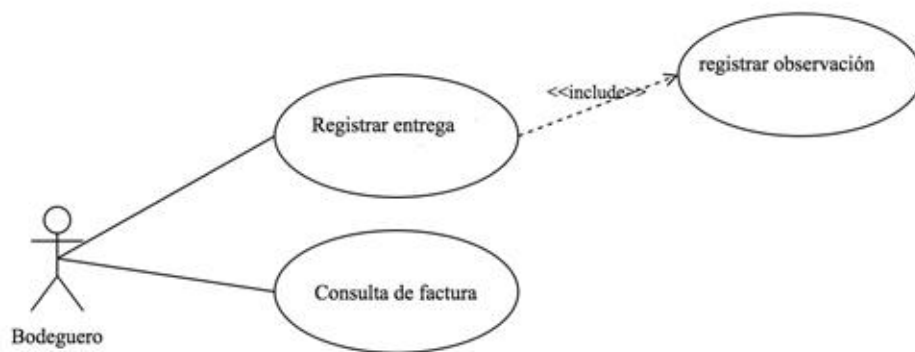 registrar observación
<<include>>
Registrar entrega
Consulta de factura
Bodeguero